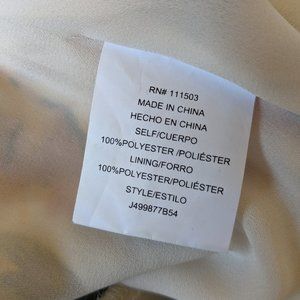 RN# 111503
MADE IN CHINA
HECHO EN CHINA
SELF/CUERPO
100%POLYESTER /POLIÉSTER
LINING/FORRO
100%POLYESTER/POLIÉSTER
STYLE/ESTILO
J499877B54